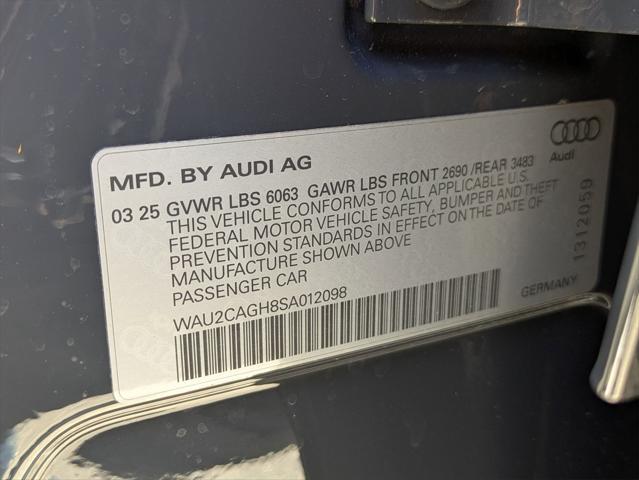 MFD. BY AUDI AG
Audi
03 25 GVWR LBS 6063 GAWR LBS FRONT 2690 /REAR 3483
THIS VEHICLE CONFORMS TO ALL APPLICABLE U.S.
FEDERAL MOTOR VEHICLE SAFETY, BUMPER AND THEFT
PREVENTION STANDARDS IN EFFECT ON THE DATE OF
MANUFACTURE SHOWN ABOVE
PASSENGER CAR
1312059
WAU2CAGH8SA012098
GERMANY